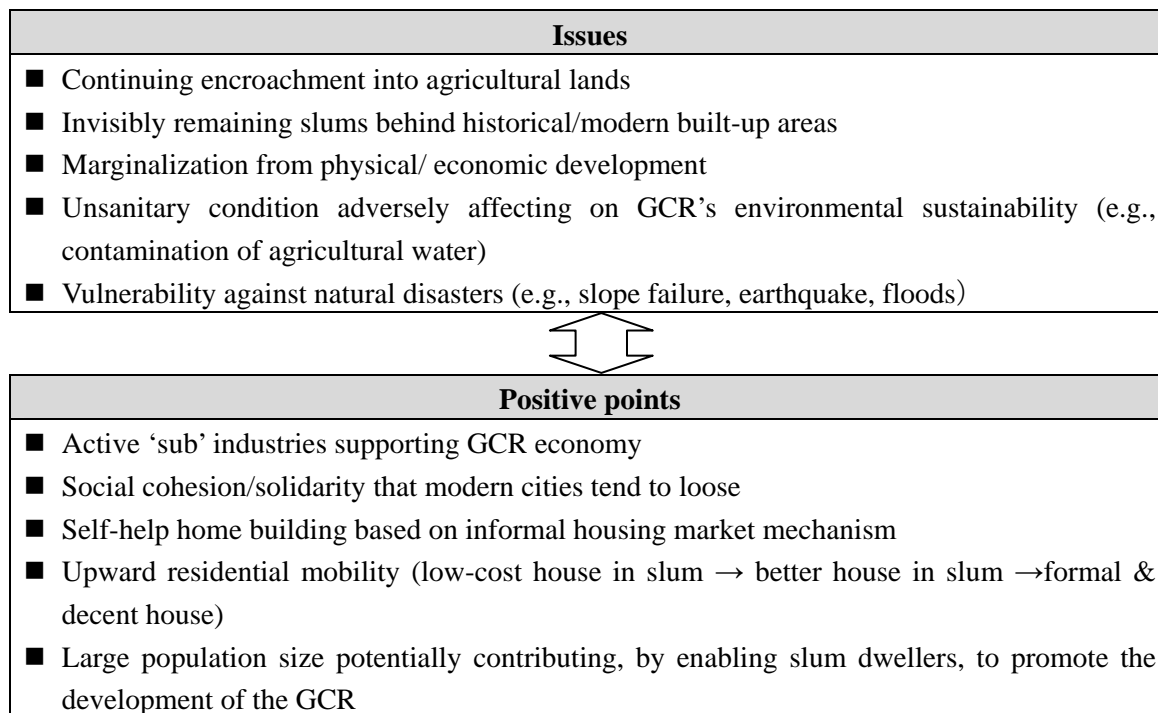 Issues
■ Continuing encroachment into agricultural lands
■ Invisibly remaining slums behind historical/modern built-up areas
■ Marginalization from physical/ economic development
■ Unsanitary condition adversely affecting on GCR’s environmental sustainability (e.g.,
contamination of agricultural water)
■ Vulnerability against natural disasters (e.g., slope failure, earthquake, floods）
Positive points
■ Active ‘sub’ industries supporting GCR economy
■ Social cohesion/solidarity that modern cities tend to loose
■ Self-help home building based on informal housing market mechanism
■ Upward residential mobility (low-cost house in slum → better house in slum →formal &
decent house)
■ Large population size potentially contributing, by enabling slum dwellers, to promote the
development of the GCR